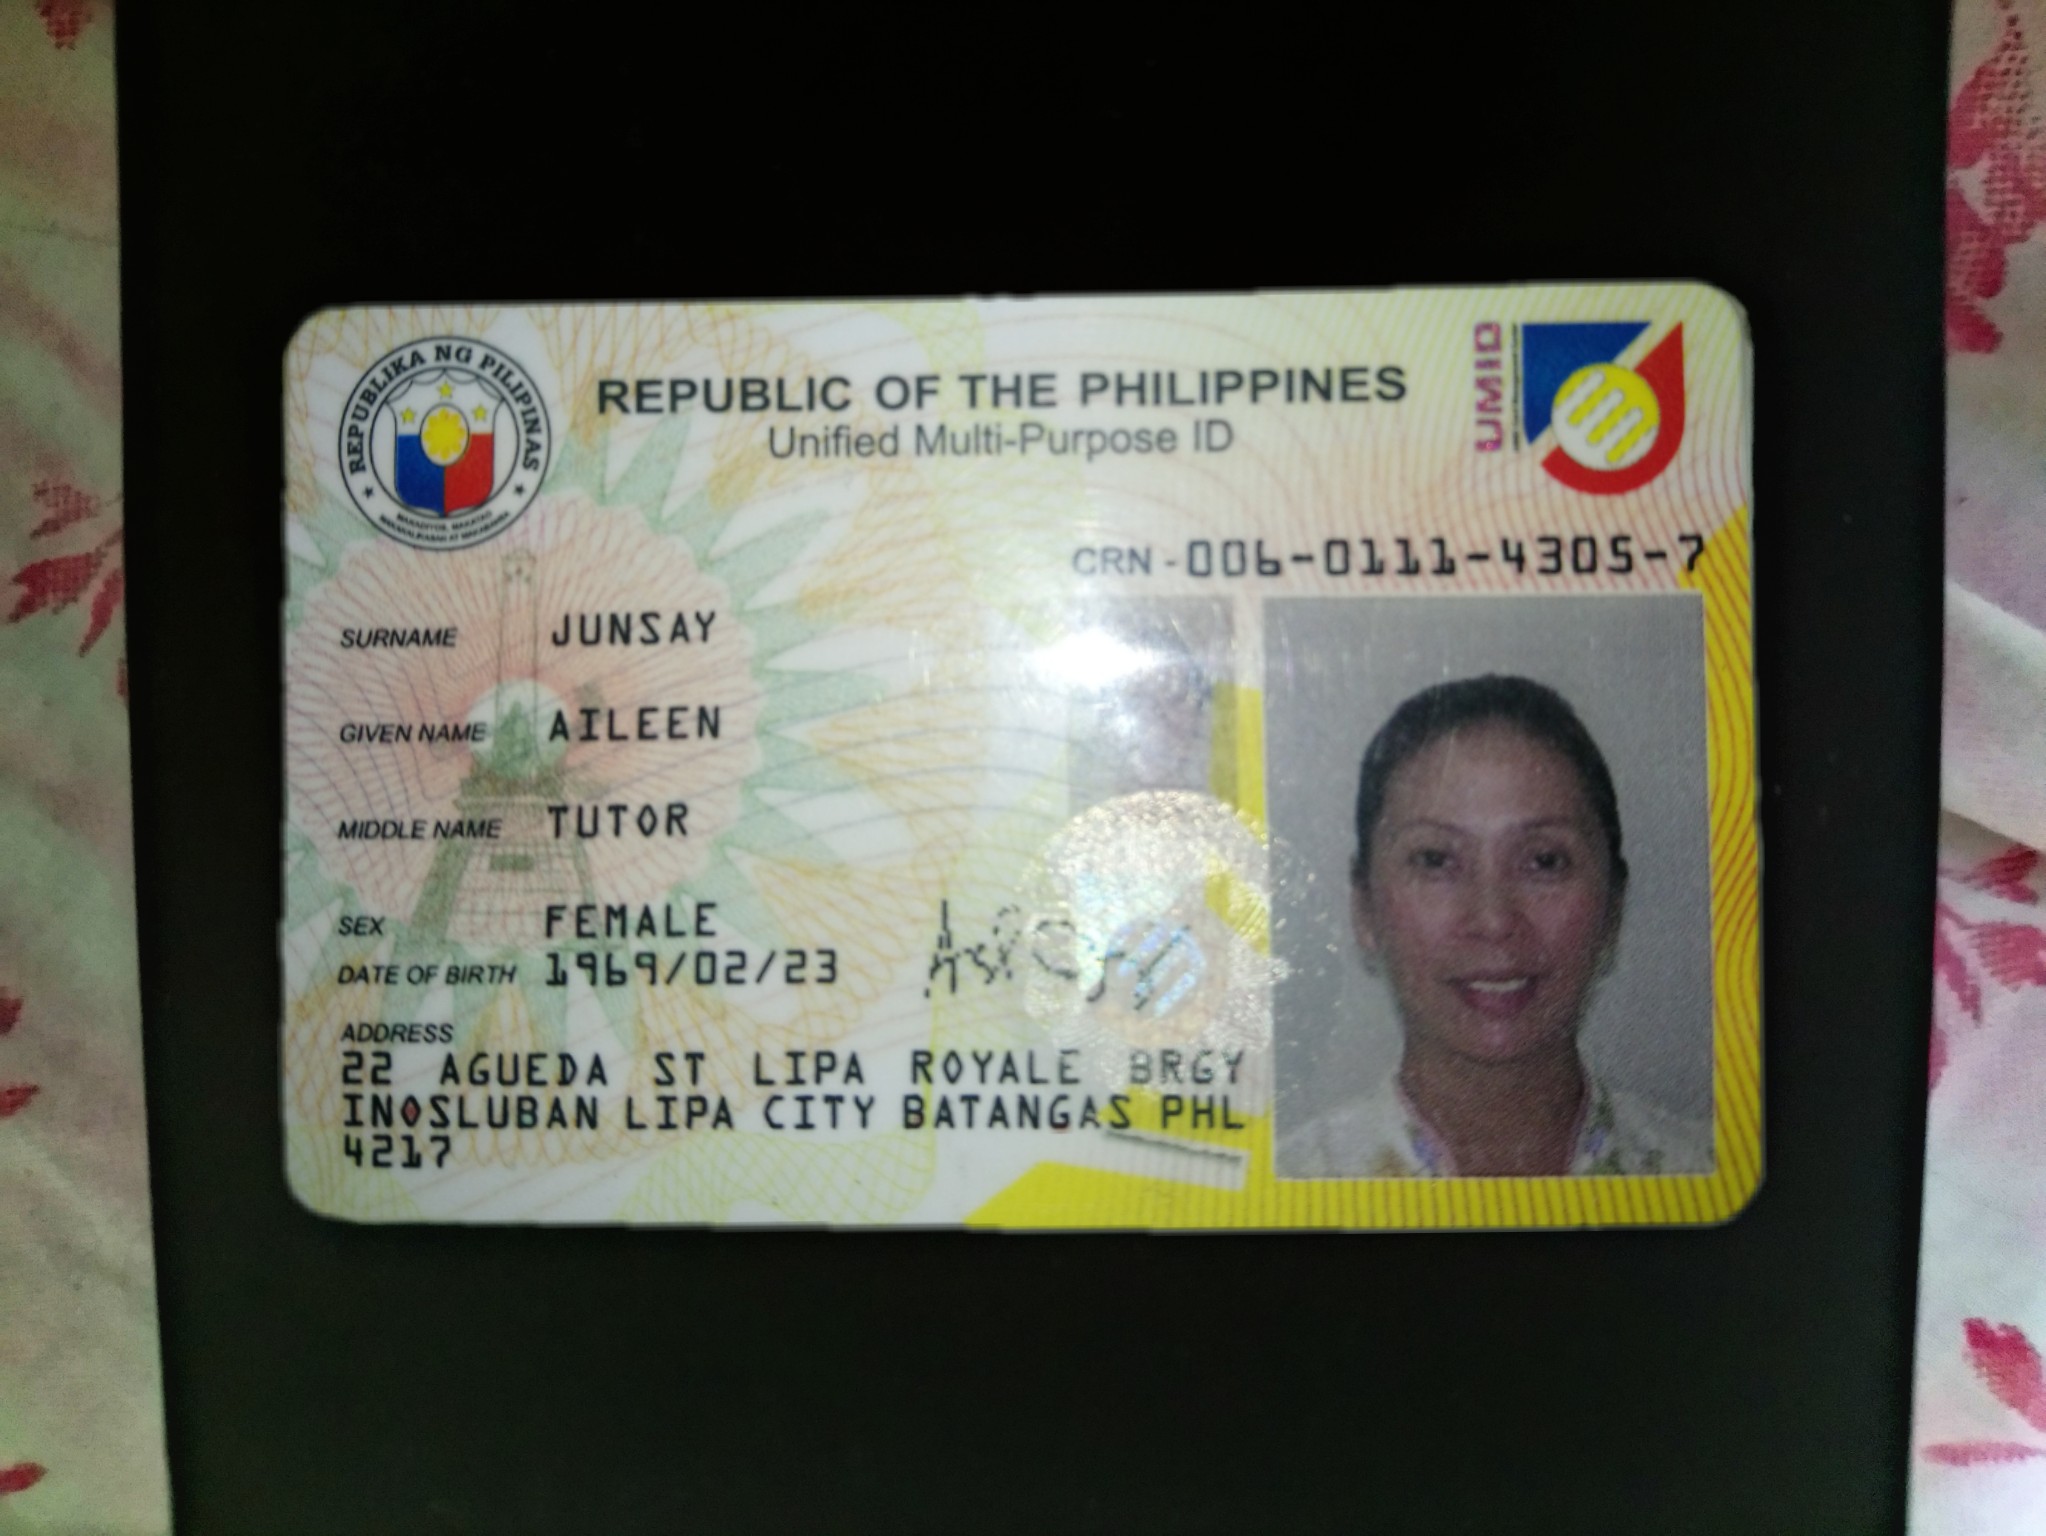 REPUBLIKA NG PILIPINAS
REPUBLIC OF THE PHILIPPINES
Unified Multi-Purpose ID
UMID
CRN - 006-0111-4305-7
SURNAME JUNSAY
GIVEN NAME AILEEN
MIDDLE NAME TUTOR
SEX FEMALE
DATE OF BIRTH 1969/02/23
ADDRESS
22 AGUEDA ST LIPA ROYALE BRGY
INOSLUBAN LIPA CITY BATANGAS PHL
4217